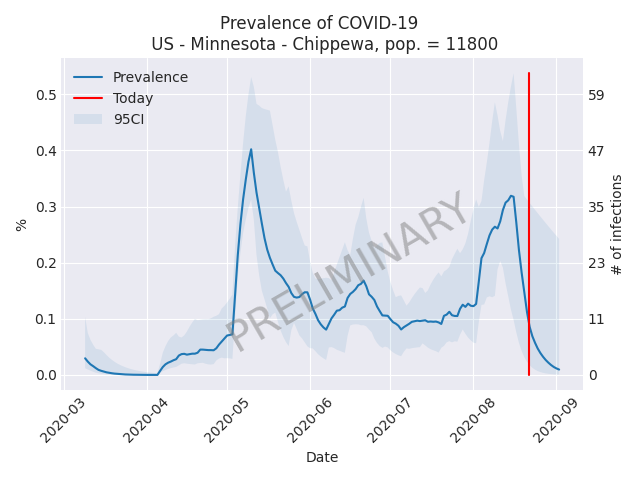 Prevalence of COVID-19
US - Minnesota - Chippewa, pop. = 11800
Prevalence
Today
95CI
PRELIMINARY
%
0.5
0.4
0.3
0.2
0.1
0.0
59
47
35
23
11
0
# of infections
2020-03
2020-04
2020-05
2020-06
2020-07
2020-08
2020-09
Date